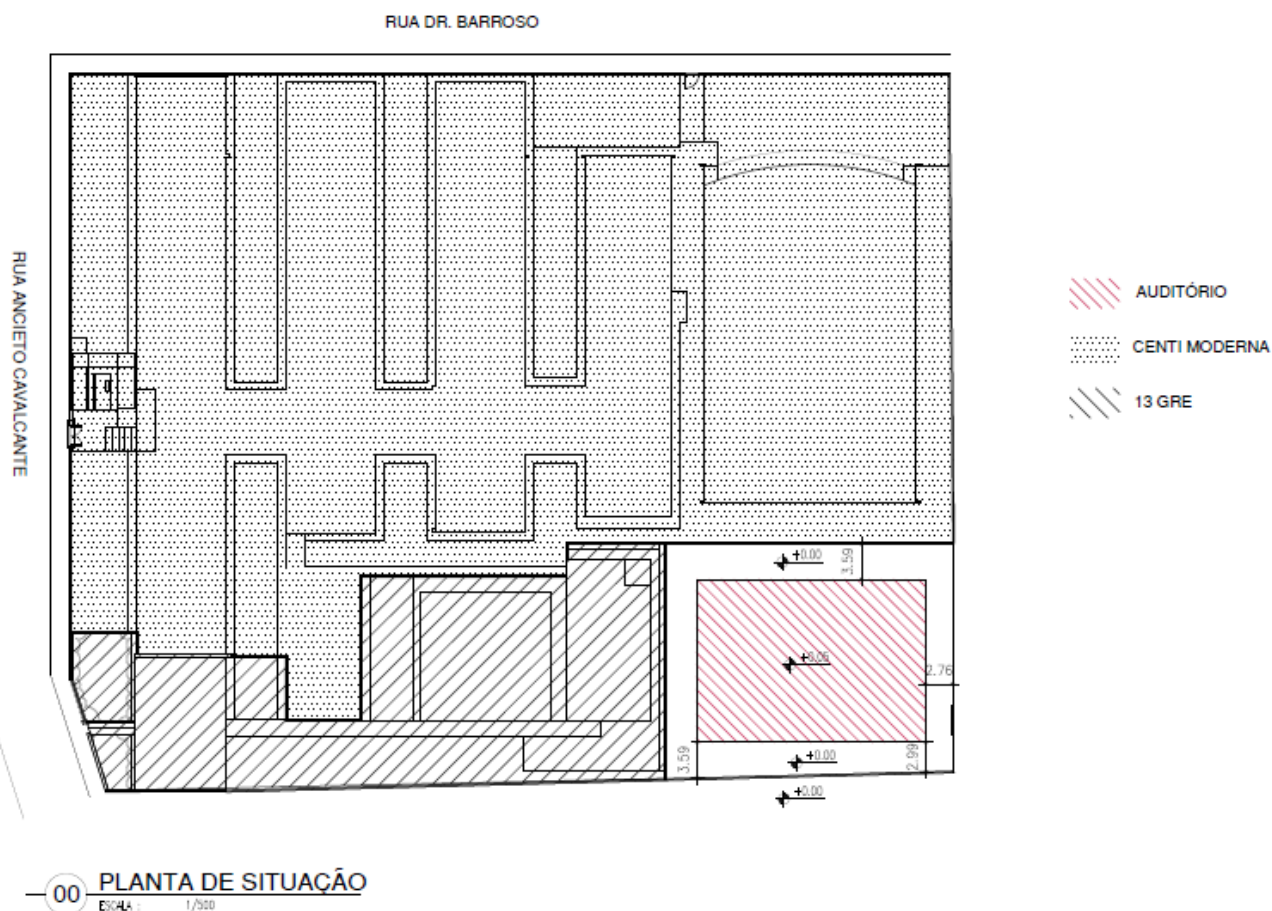 RUA DR. BARROSO
RUA ANCIETO CAVALCANTE
AUDITÓRIO
CENTI MODERNA
13 GRE
+0.00
3.59
+0.05
2.76
3.59
+0.00
2.99
+0.00
00 PLANTA DE SITUAÇÃO
ESCALA : 1/500